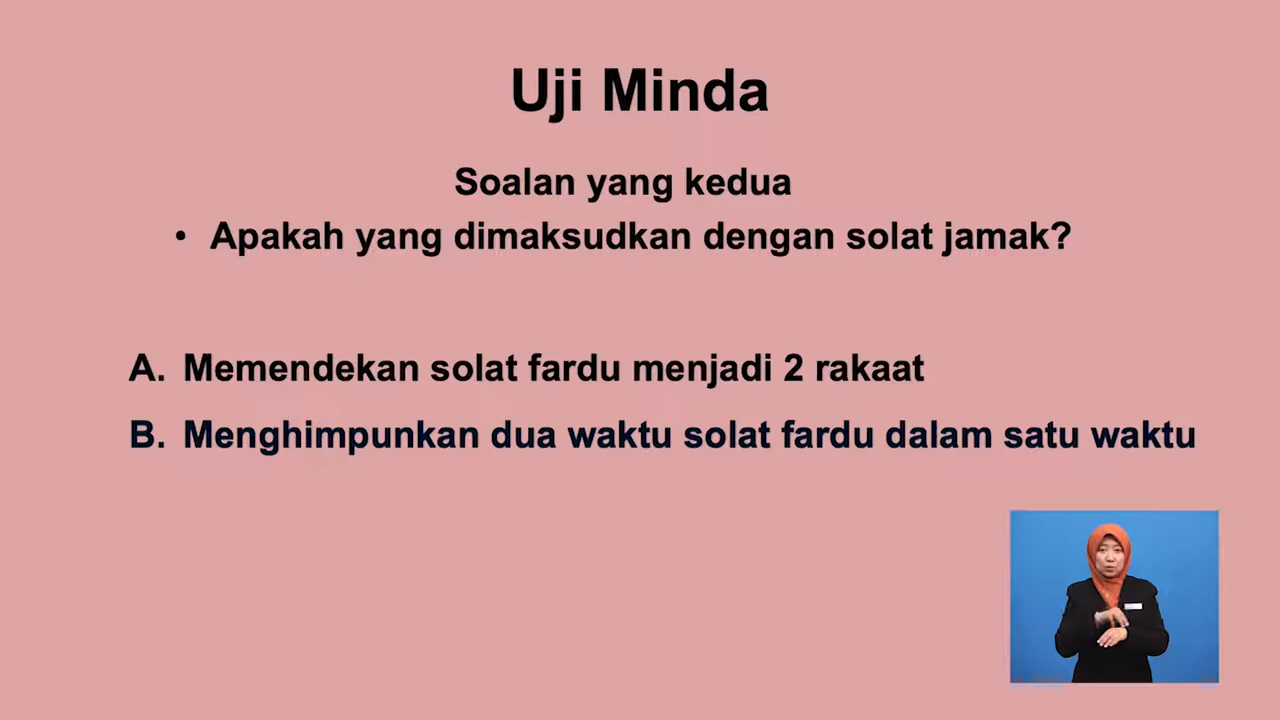 Uji Minda
Soalan yang kedua
• Apakah yang dimaksudkan dengan solat jamak?
A. Memendekan solat fardu menjadi 2 rakaat
B. Menghimpunkan dua waktu solat fardu dalam satu waktu